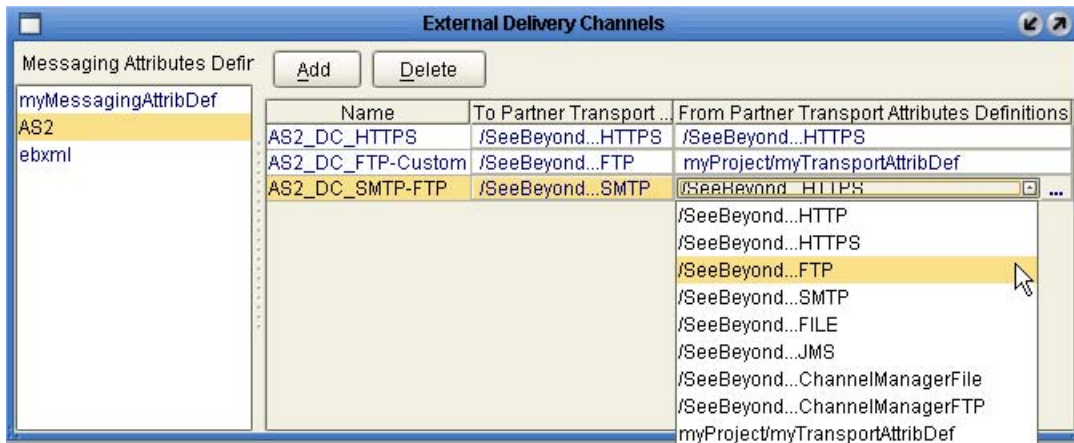 External Delivery Channels
Messaging Attributes Defir
Add Delete
myMessagingAttribDef
AS2
ebxml
Name To Partner Transport ... From Partner Transport Attributes Definitions
AS2_DC_HTTPS /SeeBeyond...HTTPS /SeeBeyond...HTTPS
AS2_DC_FTP-Custom /SeeBeyond...FTP myProject/myTransportAttribDef
AS2_DC_SMTP-FTP /SeeBeyond...SMTP /SeeBeyond...HTTPS ...
/SeeBeyond...HTTP
/SeeBeyond...HTTPS
/SeeBeyond...FTP
/SeeBeyond...SMTP
/SeeBeyond...FILE
/SeeBeyond...JMS
/SeeBeyond...ChannelManagerFile
/SeeBeyond...ChannelManagerFTP
myProject/myTransportAttribDef